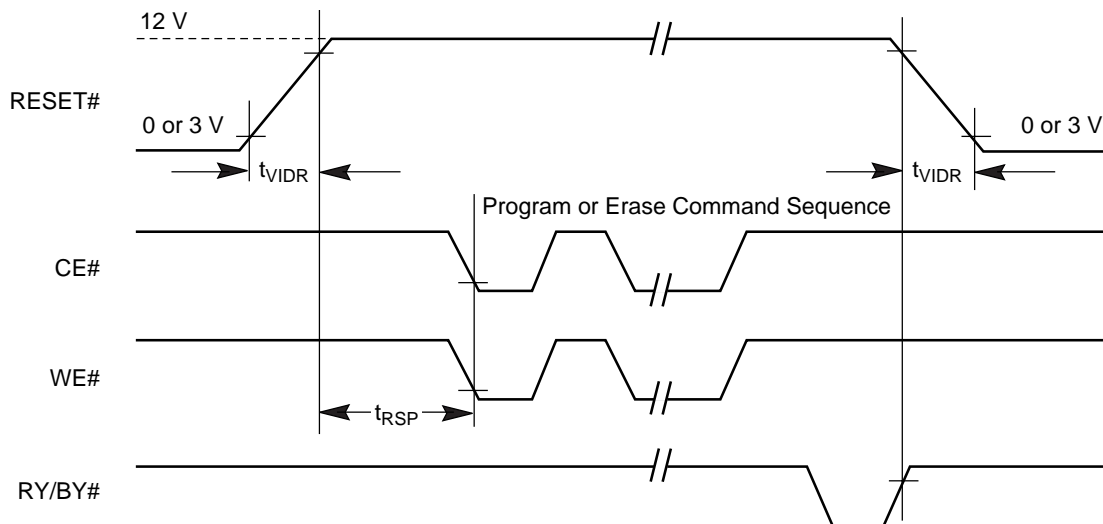 12 V
RESET#
0 or 3 V
0 or 3 V
tVIDR
tVIDR
Program or Erase Command Sequence
CE#
WE#
tRSP
RY/BY#